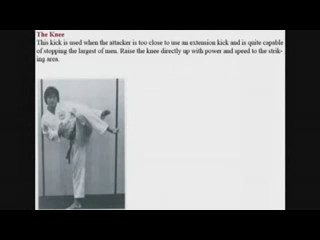 The Knee
This kick is used when the attacker is too close to use an extension kick and is quite capable
of stopping the largest of men. Raise the knee directly up with power and speed to the strik-
ing area.